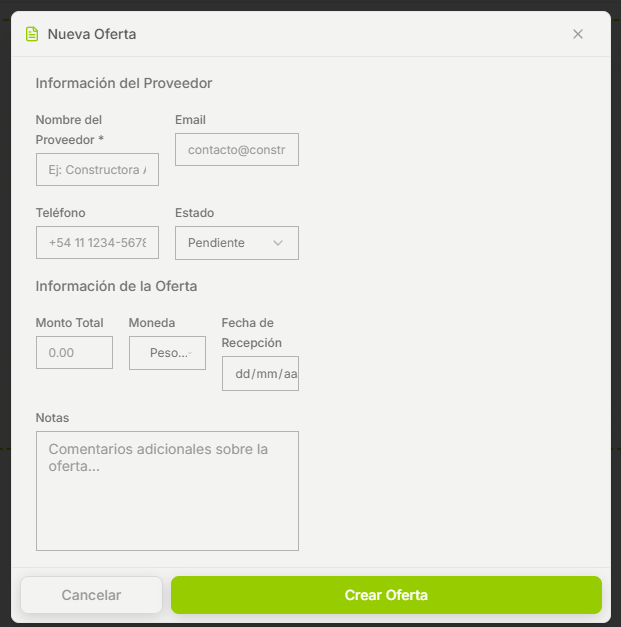 Nueva Oferta
Información del Proveedor
Nombre del
Proveedor *
Email
Ej: Constructora A
contacto@constr
Teléfono
Estado
+54 11 1234-5678
Pendiente
Información de la Oferta
Monto Total
Moneda
Fecha de
Recepción
0.00
Peso...
dd/mm/aa
Notas
Comentarios adicionales sobre la
oferta...
Cancelar
Crear Oferta